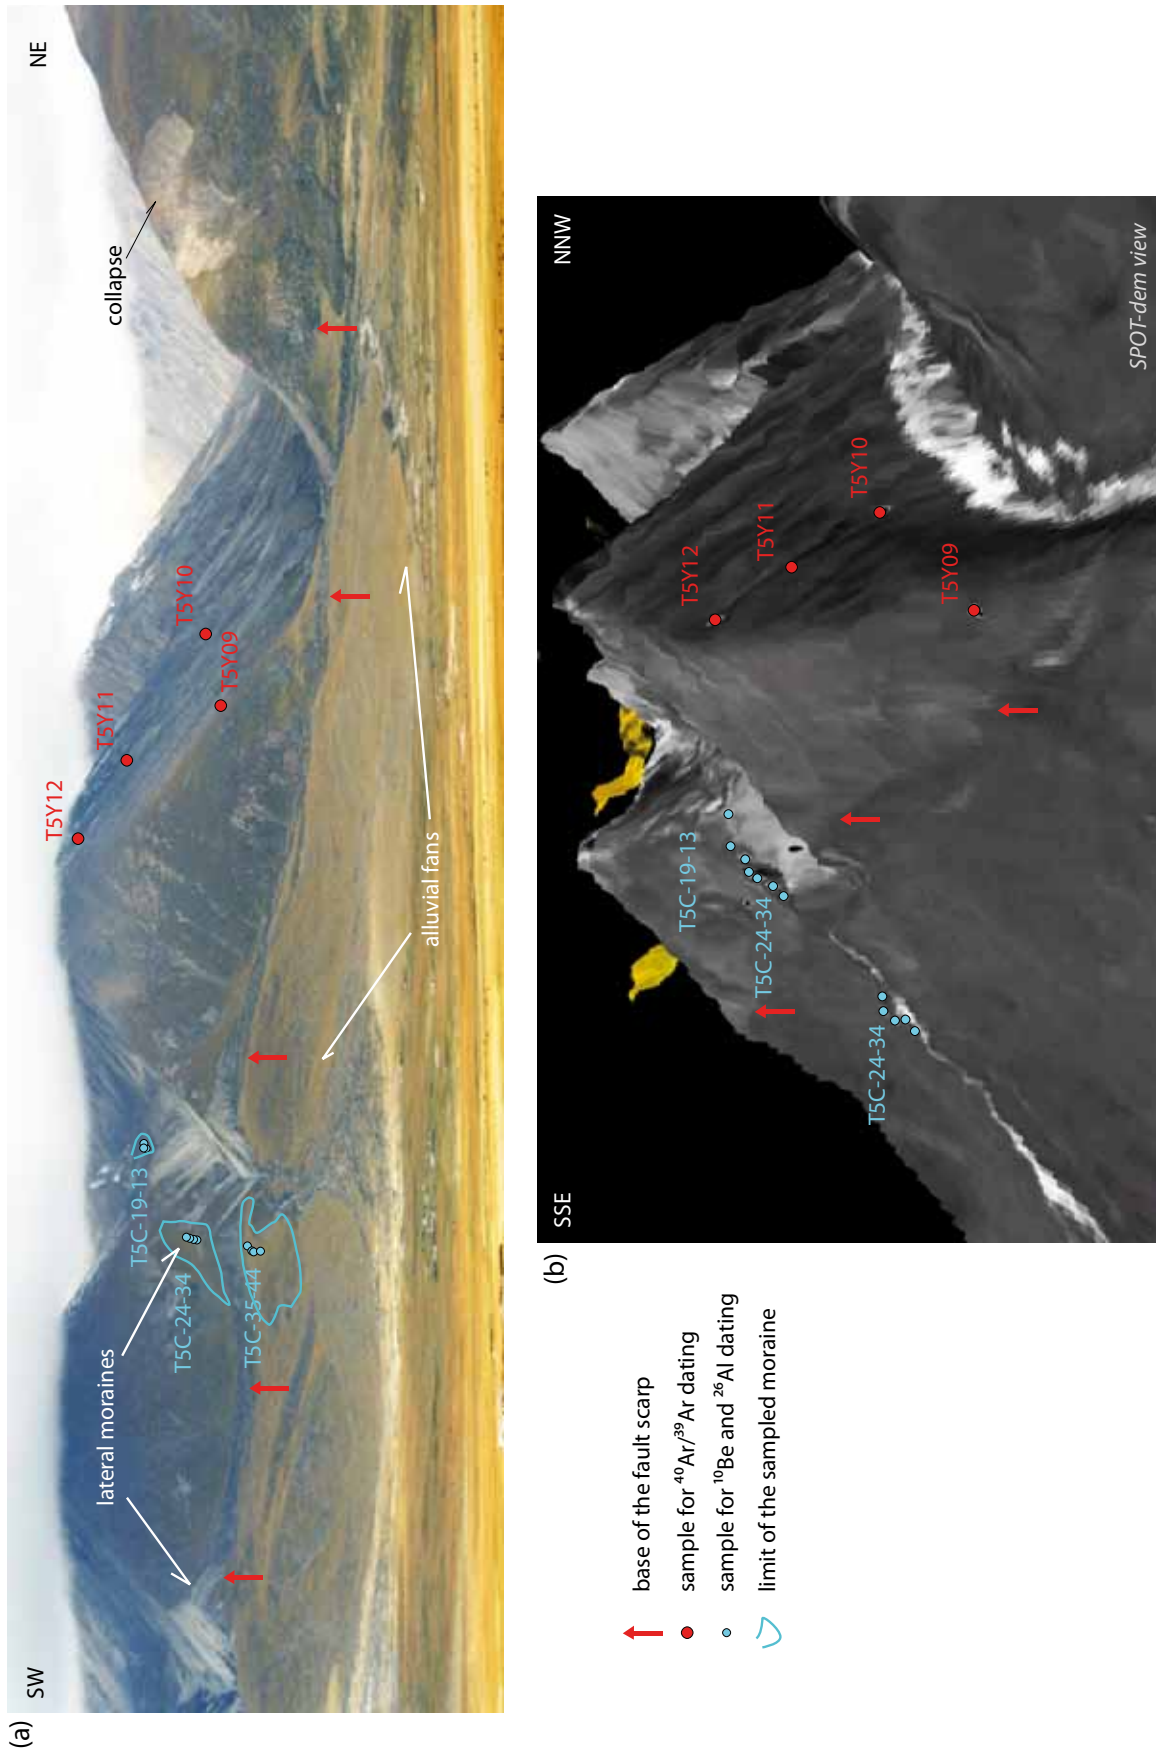 (a)
SW
NE
lateral moraines
T5C-24-34
T5C-19-13
T5C-35-44
alluvial fans
T5Y12
T5Y11
T5Y10
T5Y09
collapse
(b)
SSE
NNW
T5C-24-34
T5C-24-34
T5C-19-13
T5Y12
T5Y11
T5Y10
T5Y09
SPOT-dem view
base of the fault scarp
sample for ⁴⁰Ar/³⁹Ar dating
sample for ¹⁰Be and ²⁶Al dating
limit of the sampled moraine